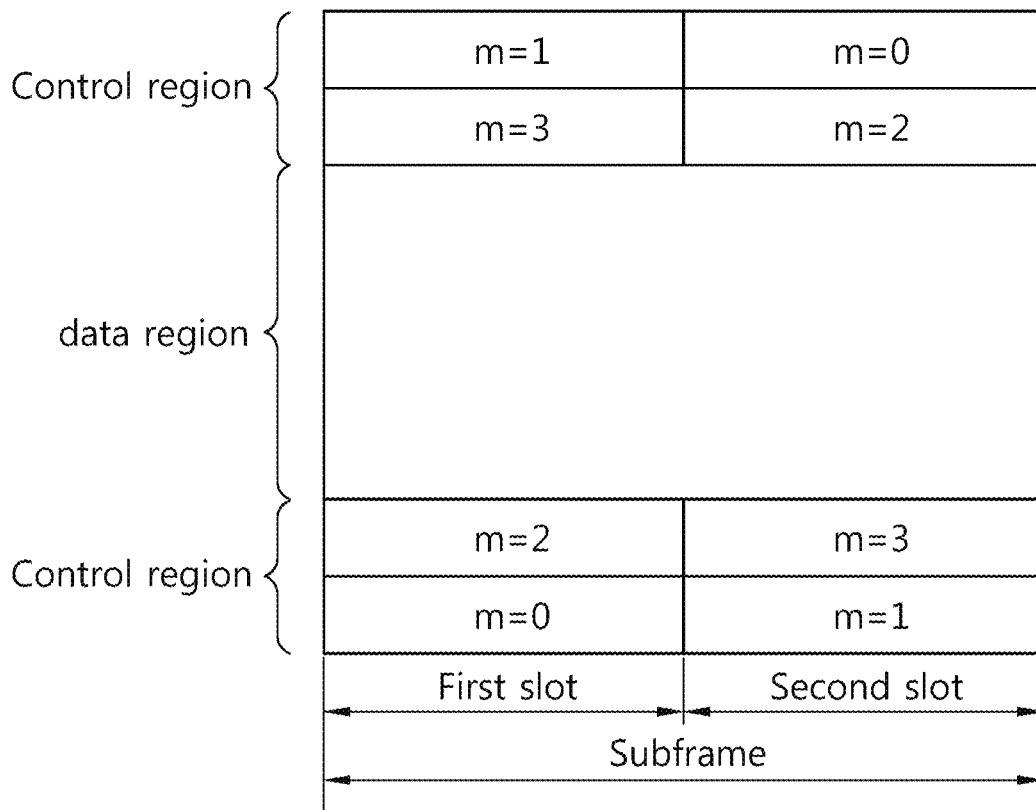 Control region
m=1 m=0
m=3 m=2
data region
Control region
m=2 m=3
m=0 m=1
First slot Second slot
Subframe